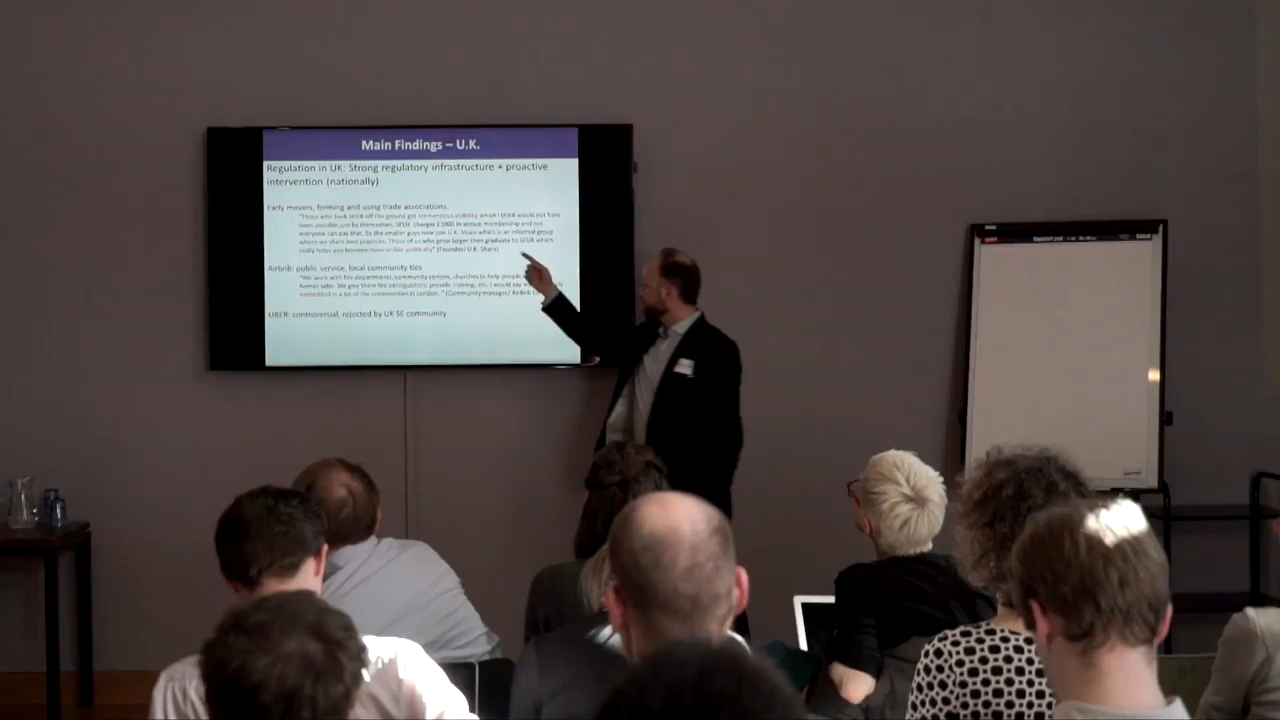 Main Findings – U.K.
Regulation in UK: Strong regulatory infrastructure + proactive
intervention (nationally)
Early movers, forming and using trade associations
"Those who took SEUK off the ground got tremendous visibility which I think would not have
been possible just by themselves. SEUK charges £1000 in annual membership and not
everyone can pay that. So the smaller guys now join U.K. Share which is an informal group
where we share best practices. Those of us who grow larger then graduate to SEUK which
really helps you become more visible politically" (Founder/ U.K. Share)
Airbnb: public service, local community ties
"We work with fire departments, community centers, churches to help people
homes safer. We give them fire extinguishers, provide training, etc. I would say
embedded in a lot of the communities in London. " (Community manager/ Airbnb
UBER: controversial, rejected by UK SE community